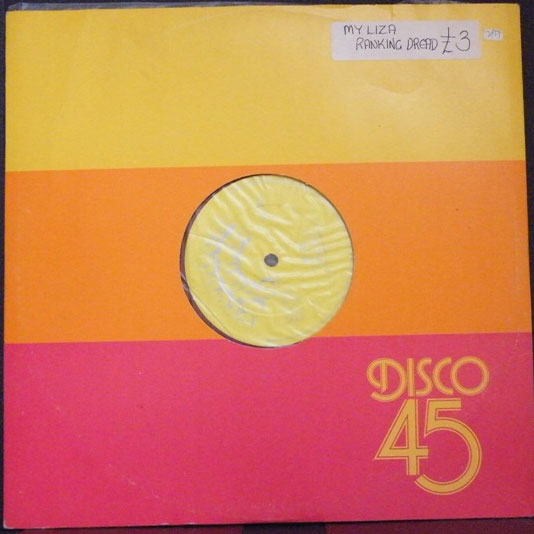 MY LIZA
RANKING DREAD £3
DISCO
45